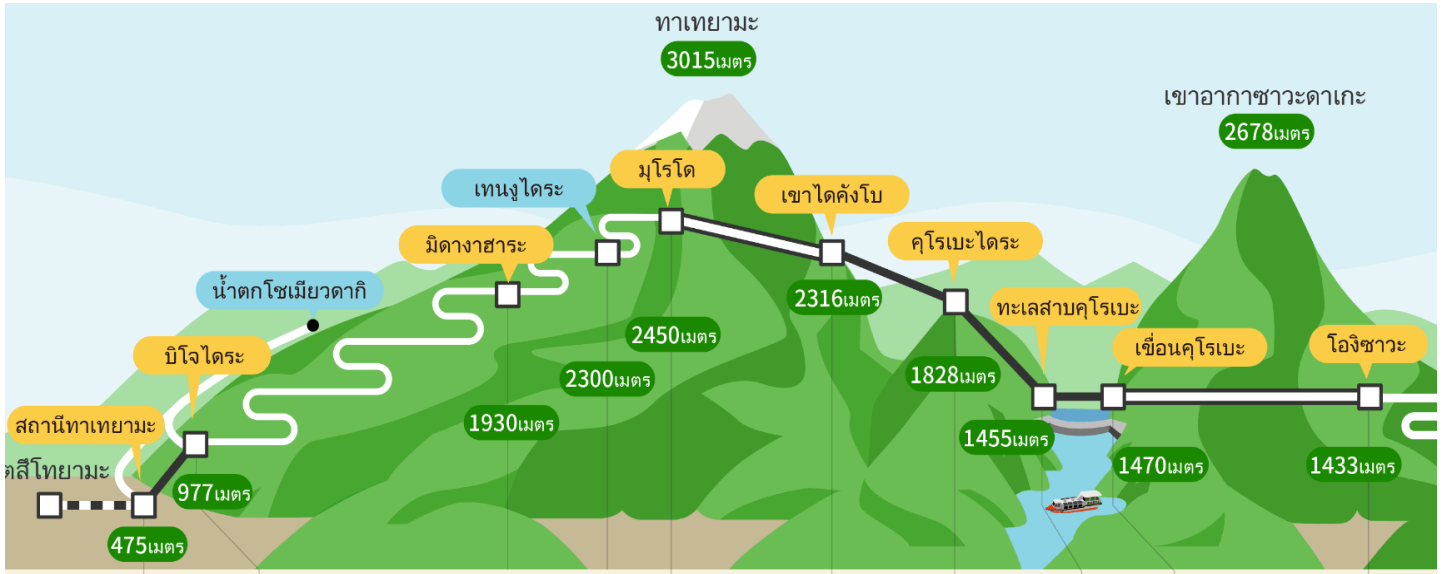 ทาเทยามะ
3015เมตร
เขาอากาซาวะดาเกะ
2678เมตร
มุโรโด
เทนงูไดระ
เขาไดคังโบ
มิดางาฮาระ
คุโรเบะไดระ
น้ำตกโชเมียวดากิ
2316เมตร
ทะเลสาบคุโรเบะ
2450เมตร
เขื่อนคุโรเบะ
โองิซาวะ
บิโจไดระ
2300เมตร
1828เมตร
สถานีทาเทยามะ
1930เมตร
1455เมตร
ตสึโทยามะ
1470เมตร
1433เมตร
977เมตร
475เมตร